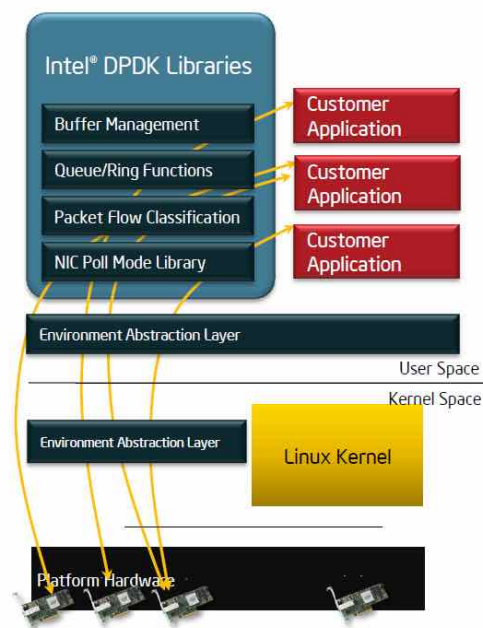 Intel® DPDK Libraries
Buffer Management
Queue/Ring Functions
Packet Flow Classification
NIC Poll Mode Library
Customer
Application
Customer
Application
Customer
Application
Environment Abstraction Layer
User Space
Kernel Space
Environment Abstraction Layer
Linux Kernel
Platform Hardware